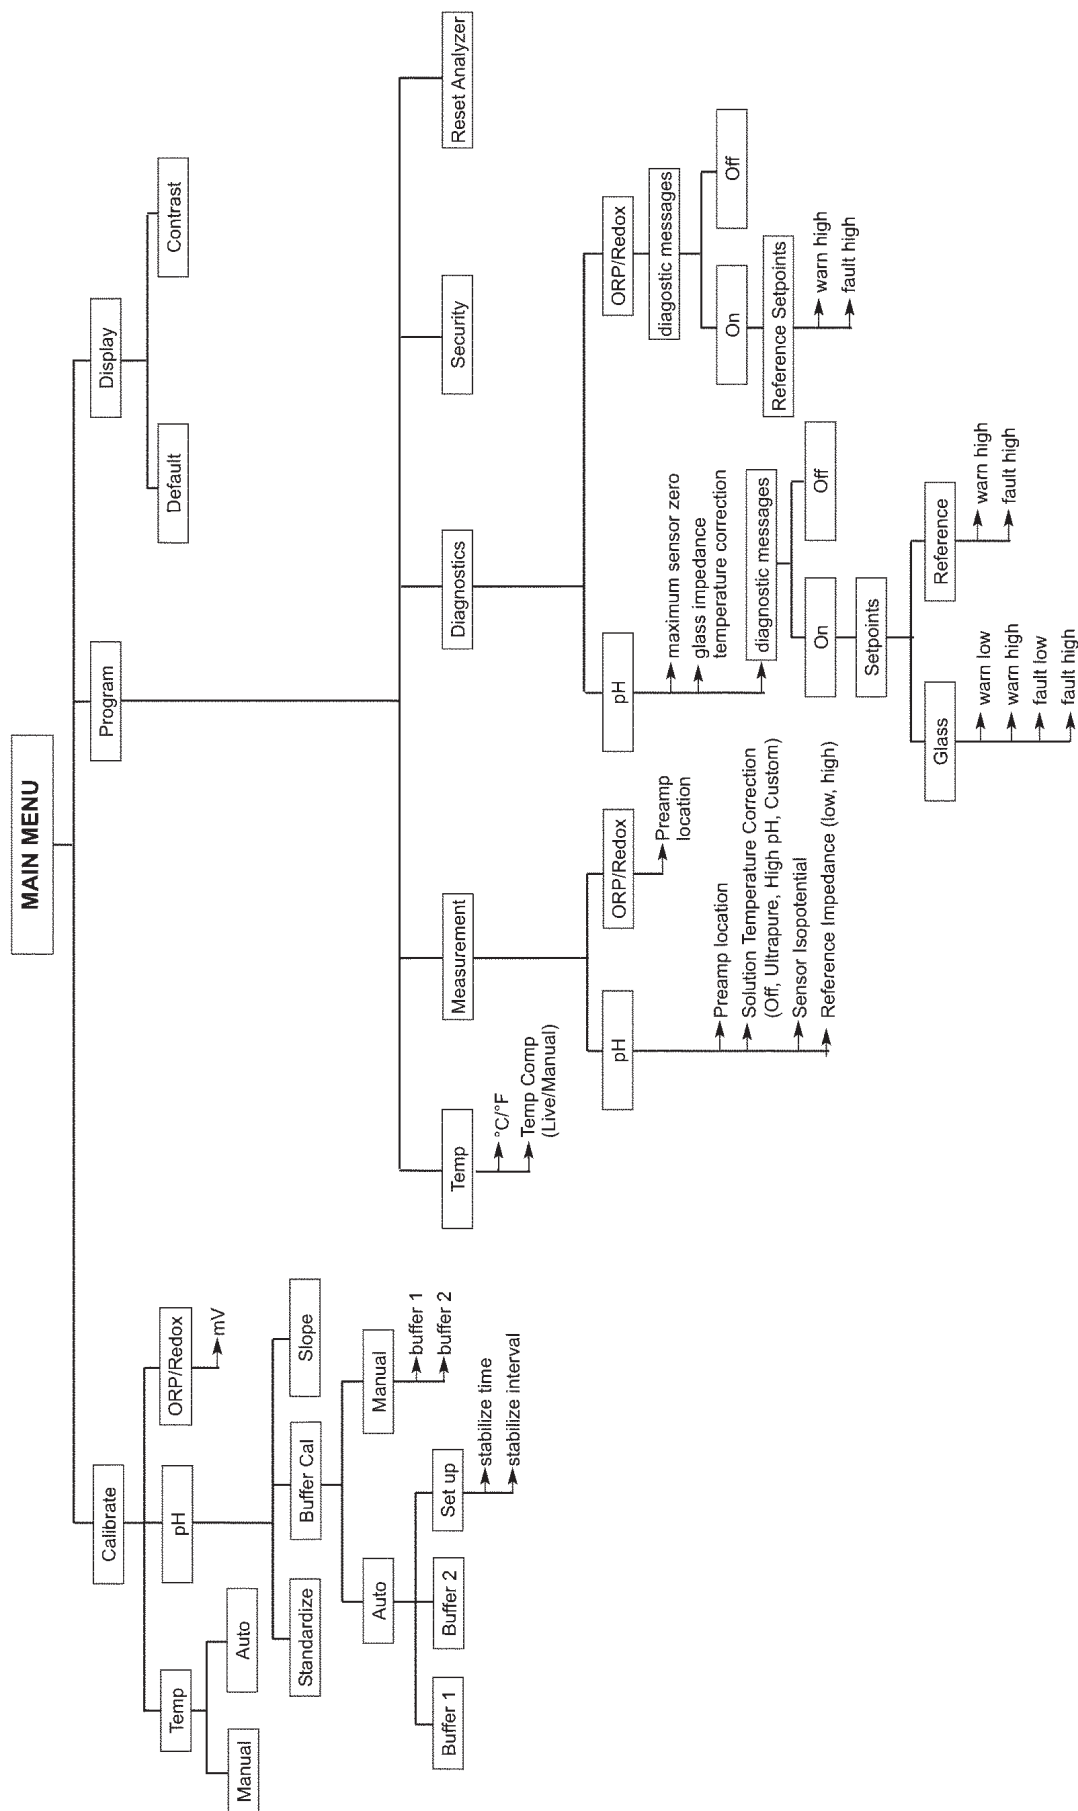 MAIN MENU
Calibrate
Program
Display
Temp
pH
ORP/Redox
mV
Manual
Auto
Standardize
Buffer Cal
Slope
Auto
Manual
buffer 1
buffer 2
Buffer 1
Buffer 2
Set up
stabilize time
stabilize interval
Default
Contrast
Temp
Measurement
Diagnostics
Security
Reset Analyzer
°C/°F
Temp Comp
(Live/Manual)
pH
ORP/Redox
Preamp
location
Preamp location
Solution Temperature Correction
(Off, Ultrapure, High pH, Custom)
Sensor Isopotential
Reference Impedance (low, high)
pH
ORP/Redox
maximum sensor zero
glass impedance
temperature correction
diagnostic messages
On
Off
Setpoints
Glass
Reference
warn low
warn high
fault low
fault high
warn high
fault high
diagostic messages
On
Off
Reference Setpoints
warn high
fault high